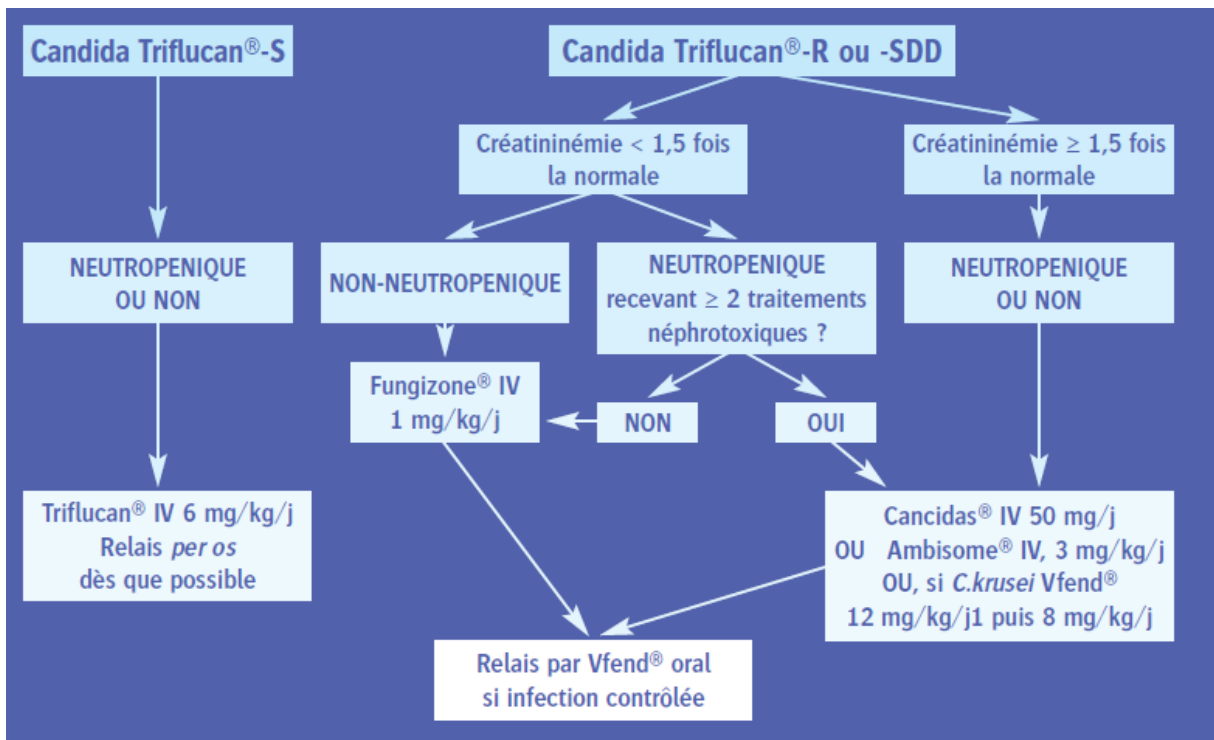 Candida Triflucan®-S
Candida Triflucan®-R ou -SDD
Créatininémie < 1,5 fois
la normale
Créatininémie ≥ 1,5 fois
la normale
NEUTROPENIQUE
OU NON
NON-NEUTROPENIQUE
NEUTROPENIQUE
recevant ≥ 2 traitements
néphrotoxiques ?
NEUTROPENIQUE
OU NON
Fungizone® IV
1 mg/kg/j
NON
OUI
Triflucan® IV 6 mg/kg/j
Relais per os
dès que possible
Cancidas® IV 50 mg/j
OU Ambisome® IV, 3 mg/kg/j
OU, si C.krusei Vfend®
12 mg/kg/j1 puis 8 mg/kg/j
Relais par Vfend® oral
si infection contrôlée